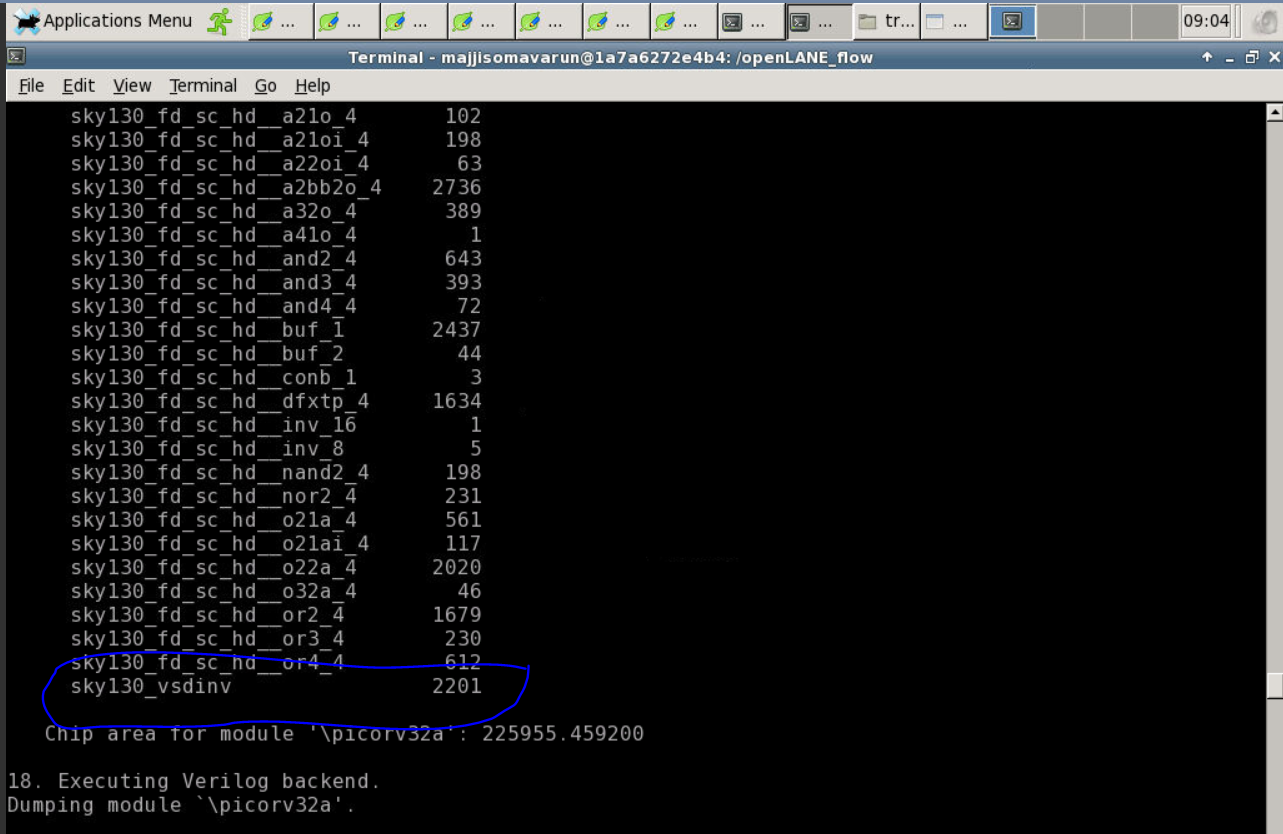 Applications Menu ... ... ... ... ... ... ... ... ... tr... ... 09:04
Terminal - majjisomavarun@1a7a6272e4b4: /openLANE_flow
File Edit View Terminal Go Help
sky130_fd_sc_hd__a21o_4 102
sky130_fd_sc_hd__a21oi_4 198
sky130_fd_sc_hd__a22oi_4 63
sky130_fd_sc_hd__a2bb2o_4 2736
sky130_fd_sc_hd__a32o_4 389
sky130_fd_sc_hd__a41o_4 1
sky130_fd_sc_hd__and2_4 643
sky130_fd_sc_hd__and3_4 393
sky130_fd_sc_hd__and4_4 72
sky130_fd_sc_hd__buf_1 2437
sky130_fd_sc_hd__buf_2 44
sky130_fd_sc_hd__conb_1 3
sky130_fd_sc_hd__dfxtp_4 1634
sky130_fd_sc_hd__inv_16 1
sky130_fd_sc_hd__inv_8 5
sky130_fd_sc_hd__nand2_4 198
sky130_fd_sc_hd__nor2_4 231
sky130_fd_sc_hd__o21a_4 561
sky130_fd_sc_hd__o21ai_4 117
sky130_fd_sc_hd__o22a_4 2020
sky130_fd_sc_hd__o32a_4 46
sky130_fd_sc_hd__or2_4 1679
sky130_fd_sc_hd__or3_4 230
sky130_fd_sc_hd__or4_4 612
sky130_vsdinv 2201
Chip area for module '\picorv32a': 225955.459200
18. Executing Verilog backend.
Dumping module `\picorv32a'.